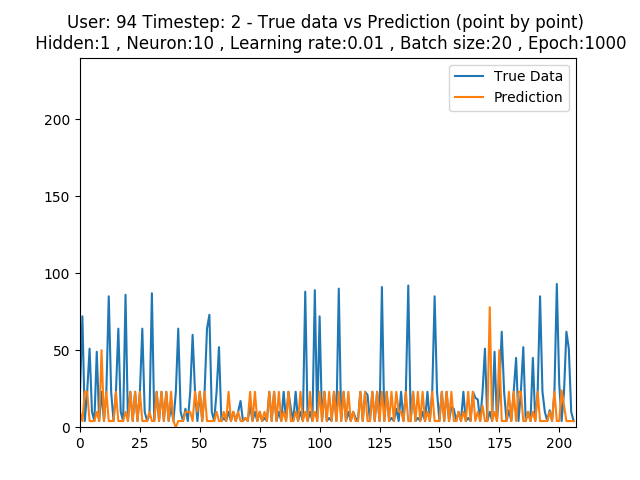 User: 94 Timestep: 2 - True data vs Prediction (point by point)
Hidden:1 , Neuron:10 , Learning rate:0.01 , Batch size:20 , Epoch:1000
True Data
Prediction
200
150
100
50
0
0 25 50 75 100 125 150 175 200